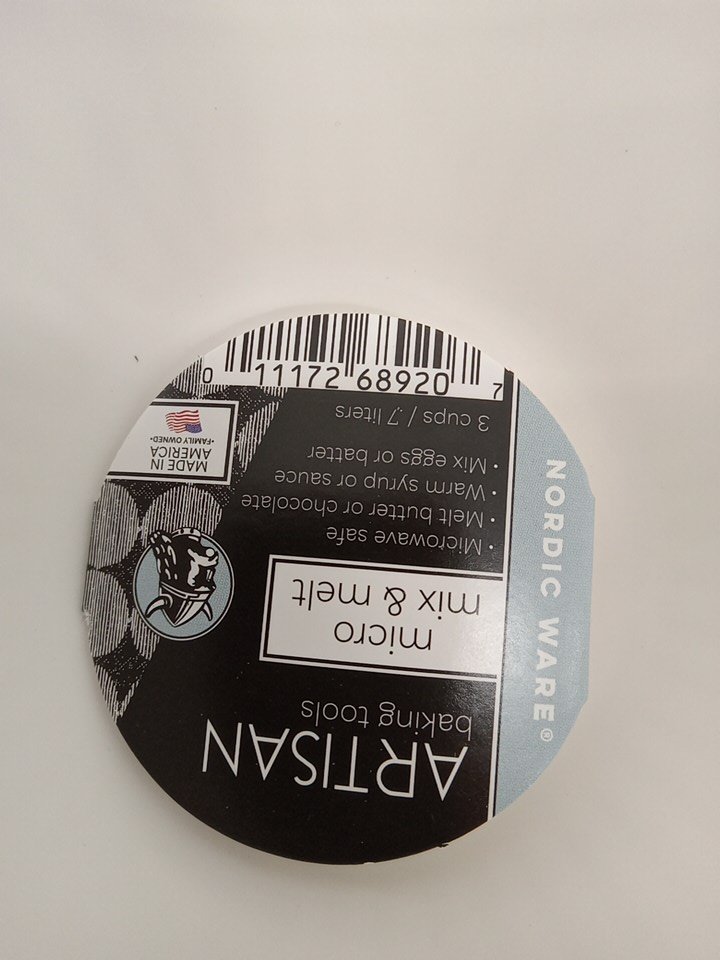 ARTISAN
baking tools
micro
mix & melt
• Microwave safe
• Melt butter or chocolate
• Warm syrup or sauce
• Mix eggs or batter
3 cups / .7 liters
NORDIC WARE®
MADE IN
AMERICA
•FAMILY OWNED•
0 11172 68920 7